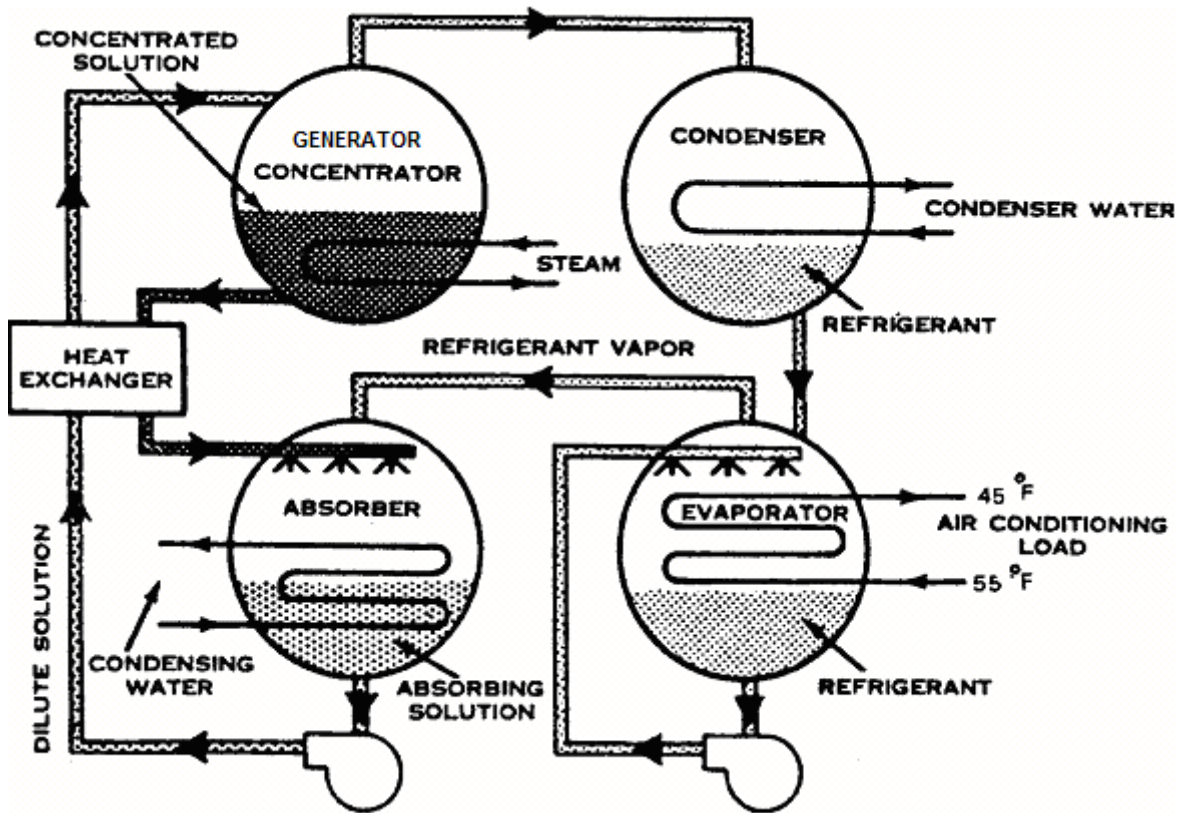 CONCENTRATED
SOLUTION
GENERATOR
CONCENTRATOR
STEAM
CONDENSER
CONDENSER WATER
REFRIGERANT
HEAT
EXCHANGER
REFRIGERANT VAPOR
ABSORBER
EVAPORATOR
45 °F
AIR CONDITIONING
LOAD
55 °F
DILUTE SOLUTION
CONDENSING
WATER
ABSORBING
SOLUTION
REFRIGERANT